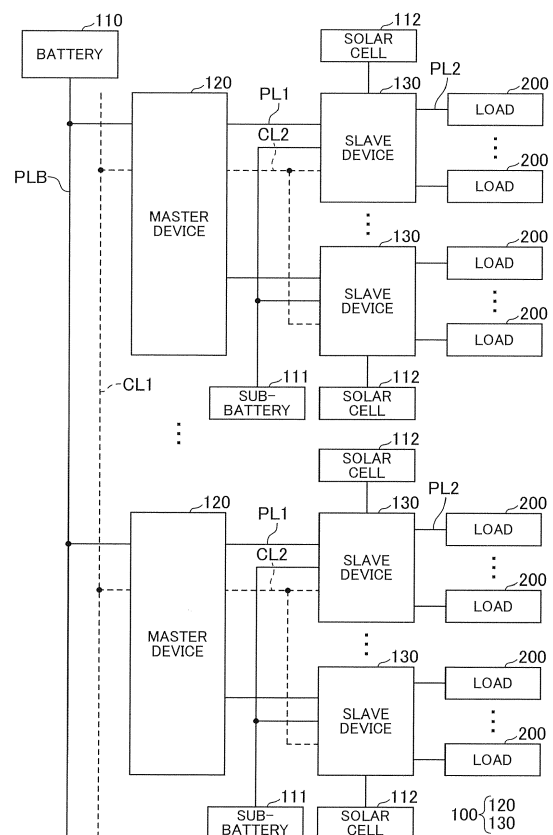 110
BATTERY
112
SOLAR
CELL
120
PL1
130
PL2
200
LOAD
CL2
SLAVE
DEVICE
200
LOAD
PLB
MASTER
DEVICE
130
200
LOAD
SLAVE
DEVICE
200
LOAD
CL1
111
SUB-
BATTERY
112
SOLAR
CELL
112
SOLAR
CELL
120
PL1
130
PL2
200
LOAD
CL2
SLAVE
DEVICE
200
LOAD
MASTER
DEVICE
130
200
LOAD
SLAVE
DEVICE
200
LOAD
111
SUB-
BATTERY
112
SOLAR
CELL
100{120
130